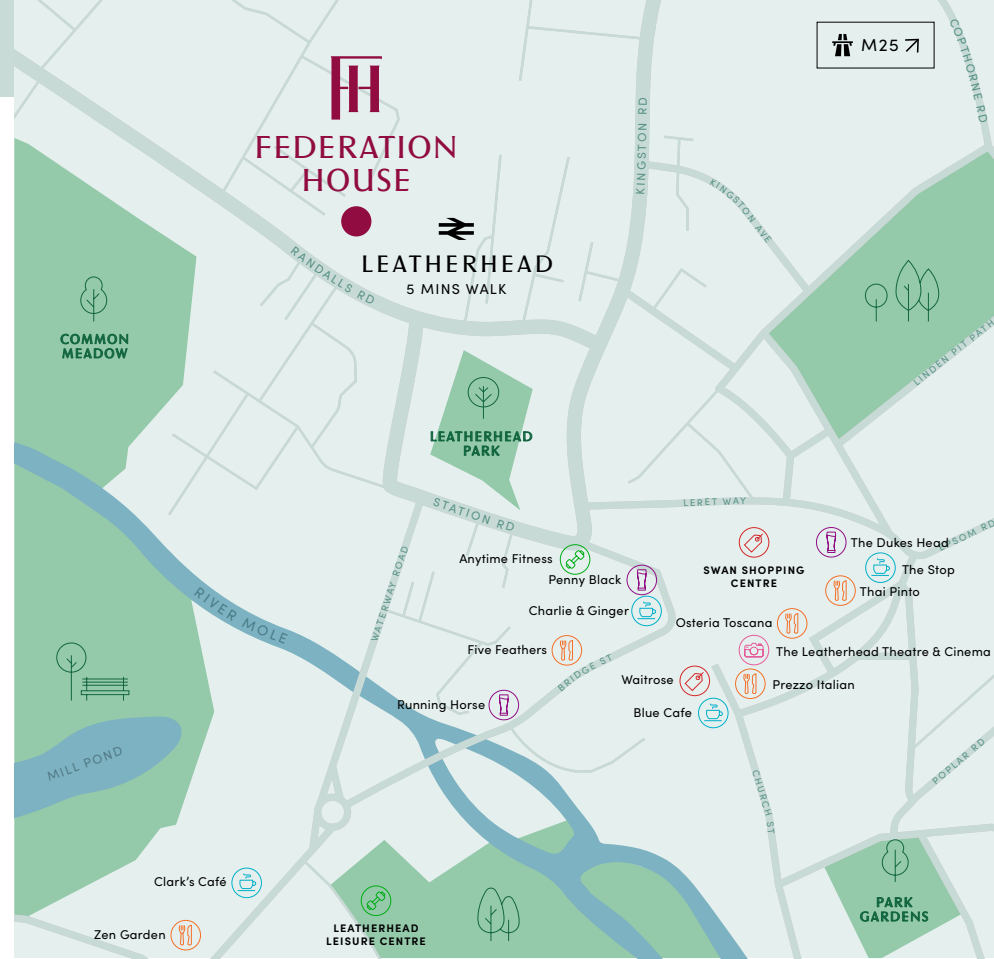 M25
COPTHORNE RD
FH
FEDERATION
HOUSE
KINGSTON RD
KINGSTON AVE
LEATHERHEAD
5 MINS WALK
RANDALLS RD
COMMON
MEADOW
LINDEN PIT PATH
LEATHERHEAD
PARK
STATION RD
LERET WAY
The Dukes Head
SWAN SHOPPING
CENTRE
Anytime Fitness
The Stop
Penny Black
Thai Pinto
Charlie & Ginger
Osteria Toscana
WATERWAY ROAD
RIVER MOLE
Five Feathers
The Leatherhead Theatre & Cinema
BRIDGE ST
Waitrose
Prezzo Italian
Running Horse
Blue Cafe
MILL POND
POPLAR RD
CHURCH ST
Clark's Café
PARK
GARDENS
Zen Garden
LEATHERHEAD
LEISURE CENTRE